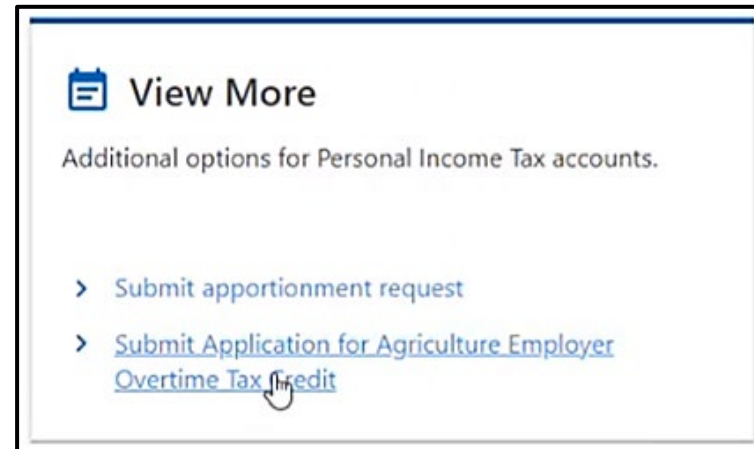 View More
Additional options for Personal Income Tax accounts.
Submit apportionment request
Submit Application for Agriculture Employer
Overtime Tax Credit